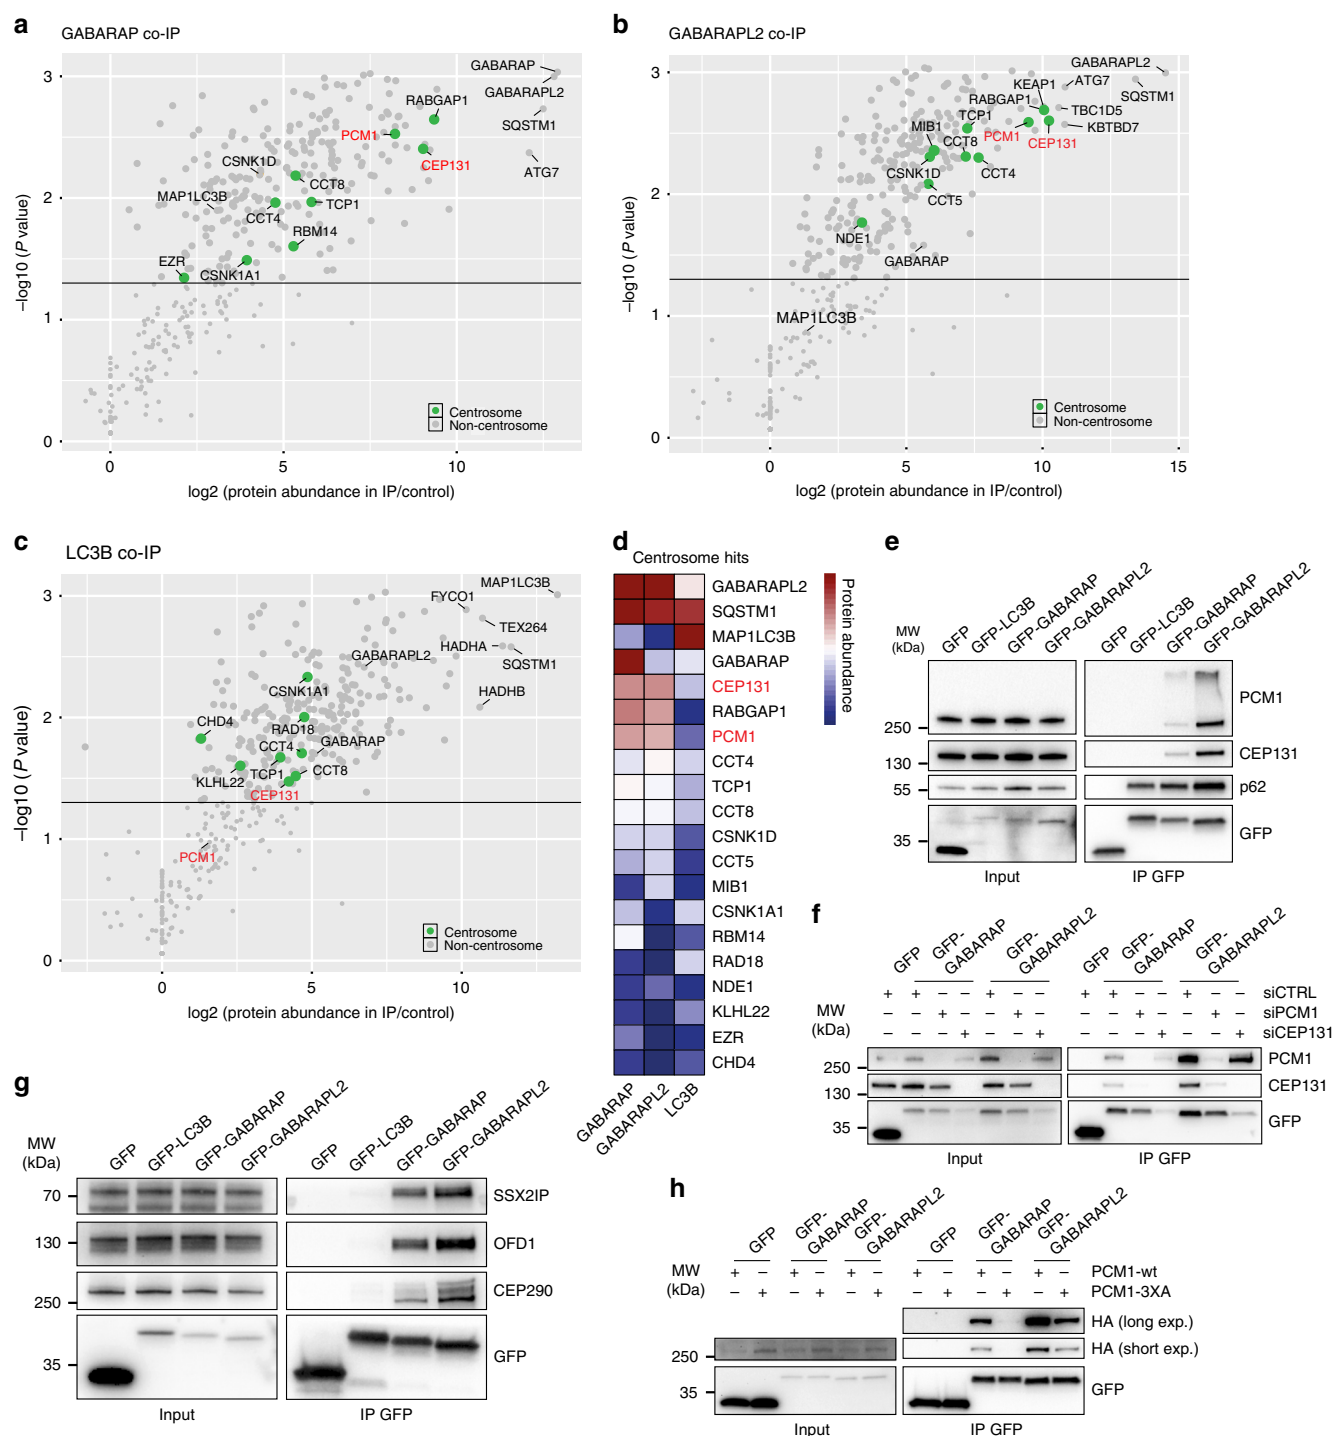 a
GABARAP co-IP
–log10 (P value)
3
2
1
0
GABARAP
GABARAPL2
RABGAP1
SQSTM1
PCM1
CEP131
ATG7
CSNK1D
CCT8
MAP1LC3B
CCT4
TCP1
RBM14
EZR
CSNK1A1
Centrosome
Non-centrosome
0
5
10
log2 (protein abundance in IP/control)
b
GABARAPL2 co-IP
–log10 (P value)
3
2
1
0
GABARAPL2
ATG7
KEAP1
SQSTM1
RABGAP1
TBC1D5
TCP1
KBTBD7
MIB1
PCM1
CEP131
CCT8
CSNK1D
CCT4
CCT5
NDE1
GABARAP
MAP1LC3B
Centrosome
Non-centrosome
0
5
10
15
log2 (protein abundance in IP/control)
c
LC3B co-IP
–log10 (P value)
3
2
1
0
MAP1LC3B
FYCO1
TEX264
HADHA
SQSTM1
GABARAPL2
CSNK1A1
HADHB
CHD4
RAD18
CCT4
GABARAP
KLHL22
TCP1
CCT8
CEP131
PCM1
Centrosome
Non-centrosome
0
5
10
log2 (protein abundance in IP/control)
d
Centrosome hits
GABARAPL2
SQSTM1
MAP1LC3B
GABARAP
CEP131
RABGAP1
PCM1
CCT4
TCP1
CCT8
CSNK1D
CCT5
MIB1
CSNK1A1
RBM14
RAD18
NDE1
KLHL22
EZR
CHD4
GABARAP
GABARAPL2
LC3B
Protein abundance
e
GFP
GFP-LC3B
GFP-GABARAP
GFP-GABARAPL2
GFP
GFP-LC3B
GFP-GABARAP
GFP-GABARAPL2
MW
(kDa)
250
130
55
35
PCM1
CEP131
p62
GFP
Input
IP GFP
f
GFP
GFP-
GABARAP
GFP-
GABARAPL2
GFP
GFP-
GABARAP
GFP-
GABARAPL2
+ + – – + – – + + – – + – – siCTRL
– – + – – + – – – + – – + – siPCM1
– – – + – – + – – – + – – + siCEP131
MW
(kDa)
250
130
35
PCM1
CEP131
GFP
Input
IP GFP
g
GFP
GFP-LC3B
GFP-GABARAP
GFP-GABARAPL2
GFP
GFP-LC3B
GFP-GABARAP
GFP-GABARAPL2
MW
(kDa)
70
130
250
35
SSX2IP
OFD1
CEP290
GFP
Input
IP GFP
h
GFP
GFP-
GABARAP
GFP-
GABARAPL2
GFP
GFP-
GABARAP
GFP-
GABARAPL2
+ – + – + – + – + – + – PCM1-wt
– + – + – + – + – + – + PCM1-3XA
MW
(kDa)
250
35
HA (long exp.)
HA (short exp.)
GFP
Input
IP GFP